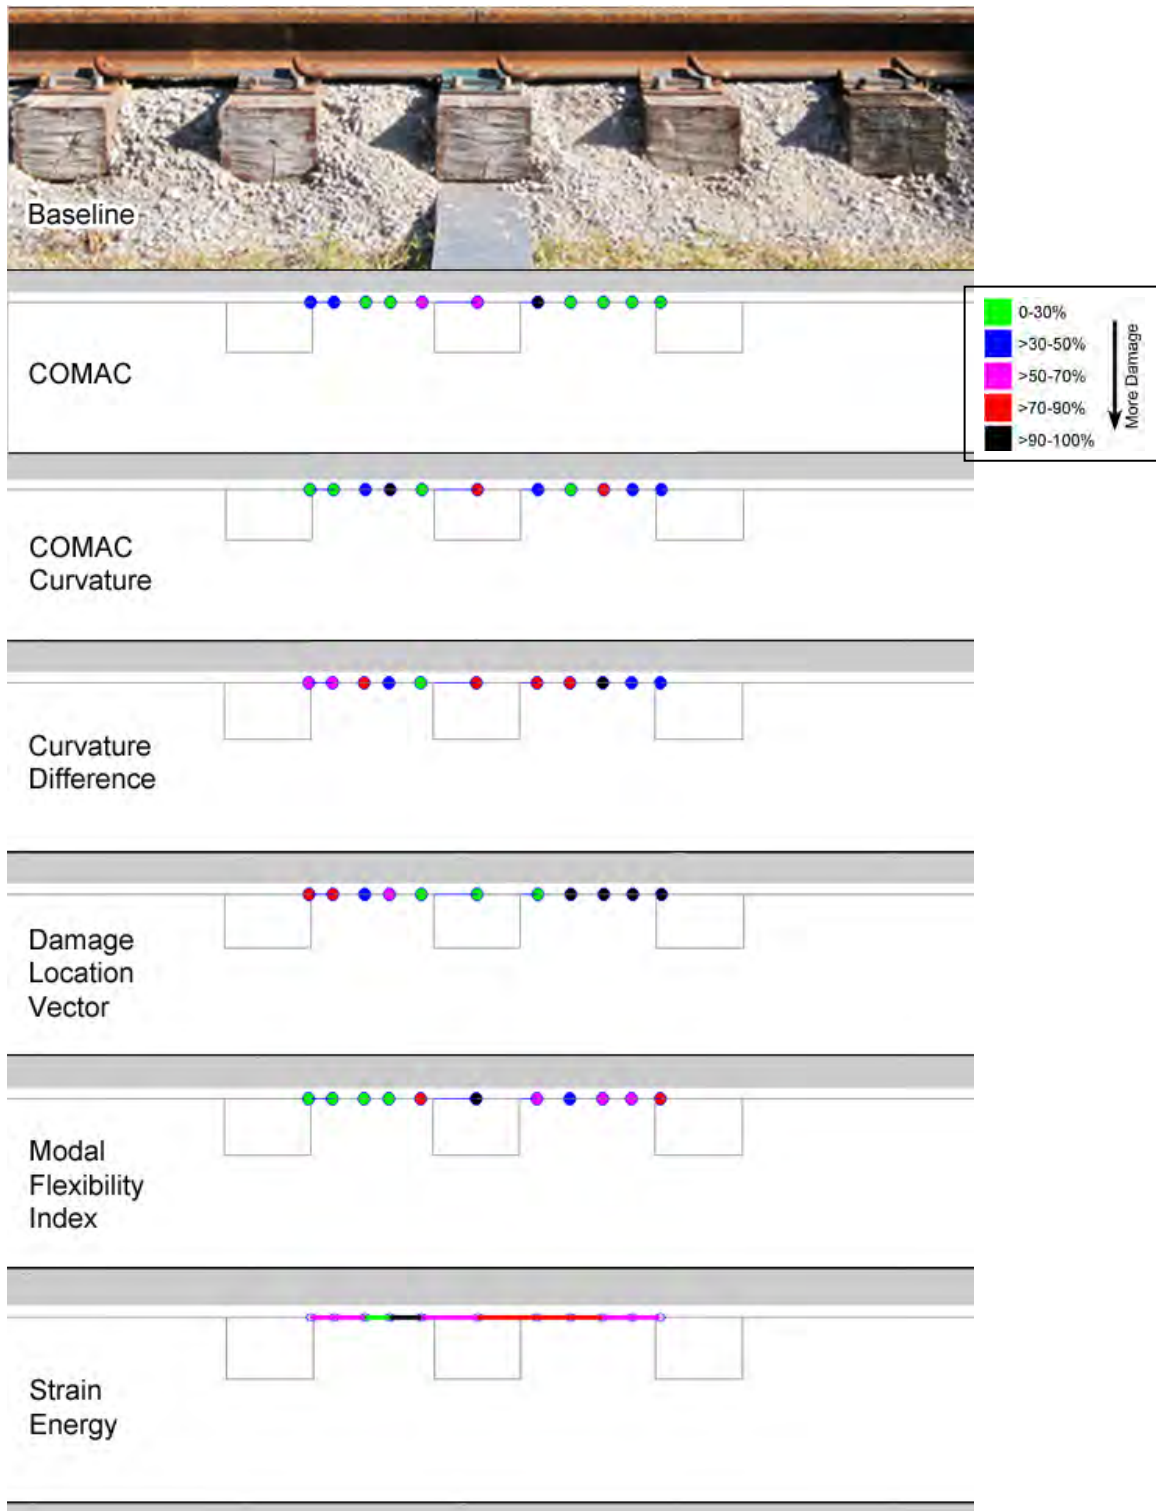 Baseline
COMAC
0-30%
>30-50%
>50-70%
>70-90%
>90-100%
More Damage
COMAC
Curvature
Curvature
Difference
Damage
Location
Vector
Modal
Flexibility
Index
Strain
Energy